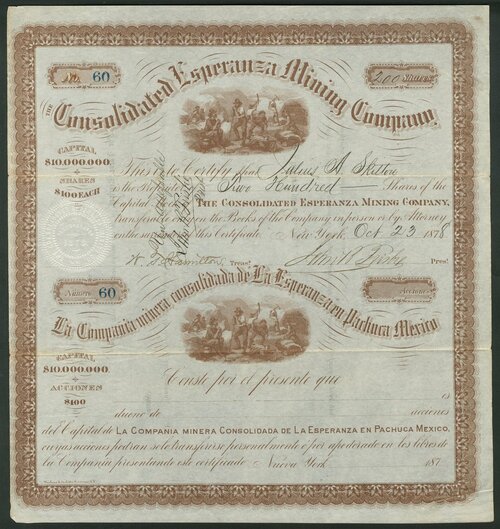 No. 60
200 Shares
THE Consolidated Esperanza Mining Company
CAPITAL
$10,000,000.
SHARES
$100 EACH
This is to Certify that Julius A. Skilton
is the Proprietor of Two Hundred Shares of the
Capital THE CONSOLIDATED ESPERANZA MINING COMPANY,
transferable only on the Books of the Company in person or by Attorney
on the surrender of this Certificate. New York, Oct 23 1878
Treas.
Pres.
Numero 60
Acciones
La Compania minera consolidada de La Esperanza en Pachuca Mexico
CAPITAL
$10.000.000
ACCIONES
$100
Conste por el presente que
es
dueno de acciones
del Capital de LA COMPAÑIA MINERA CONSOLIDADA DE LA ESPERANZA EN PACHUCA MEXICO,
cuyas acciones podran solo transferirse personalmente o por apoderado en los libros de
la Compañia presentando este certificado Nueva York 187